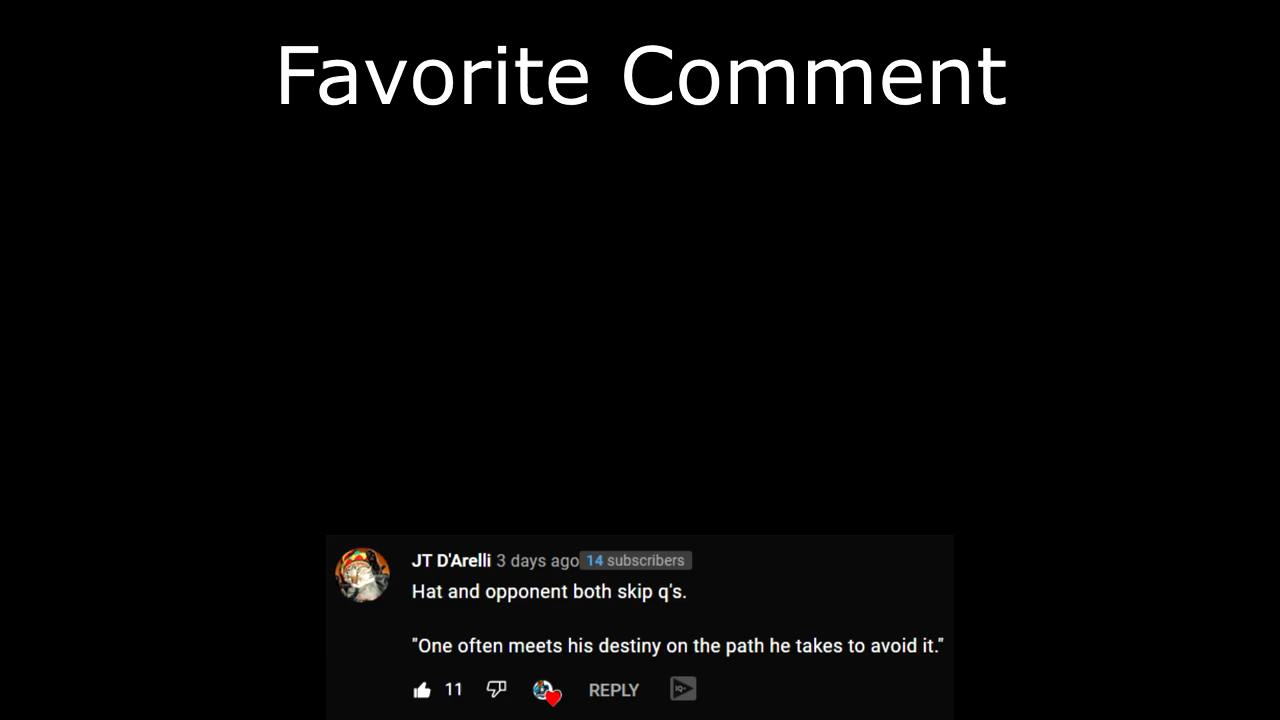 Favorite Comment
JT D'Arelli 3 days ago 14 subscribers
Hat and opponent both skip q's.
"One often meets his destiny on the path he takes to avoid it."
11 REPLY IQ+